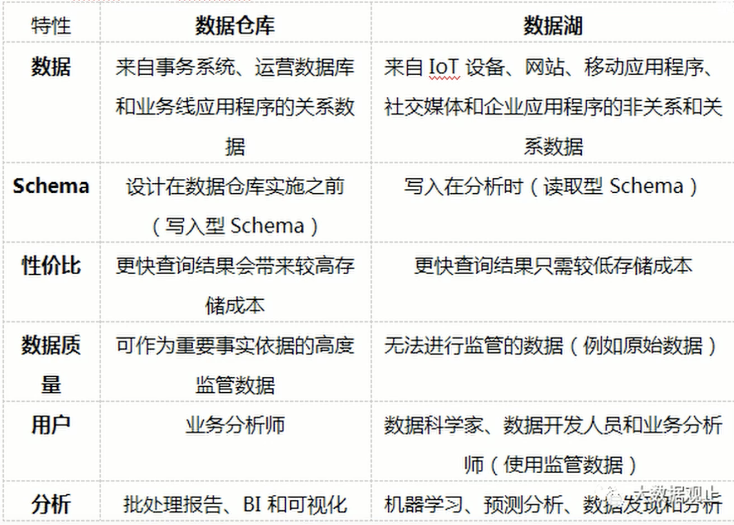 特性 数据仓库 数据湖
数据 来自事务系统、运营数据库 来自 IoT 设备、网站、移动应用程序、
和业务线应用程序的关系数 社交媒体和企业应用程序的非关系和关
据 系数据
Schema 设计在数据仓库实施之前 写入在分析时（读取型 Schema）
（写入型 Schema）
性价比 更快查询结果会带来较高存 更快查询结果只需较低存储成本
储成本
数据质 可作为重要事实依据的高度 无法进行监管的数据（例如原始数据）
量 监管数据
用户 业务分析师 数据科学家、数据开发人员和业务分析
师（使用监管数据）
分析 批处理报告、BI 和可视化 机器学习、预测分析、数据发现和分析
大数据观止